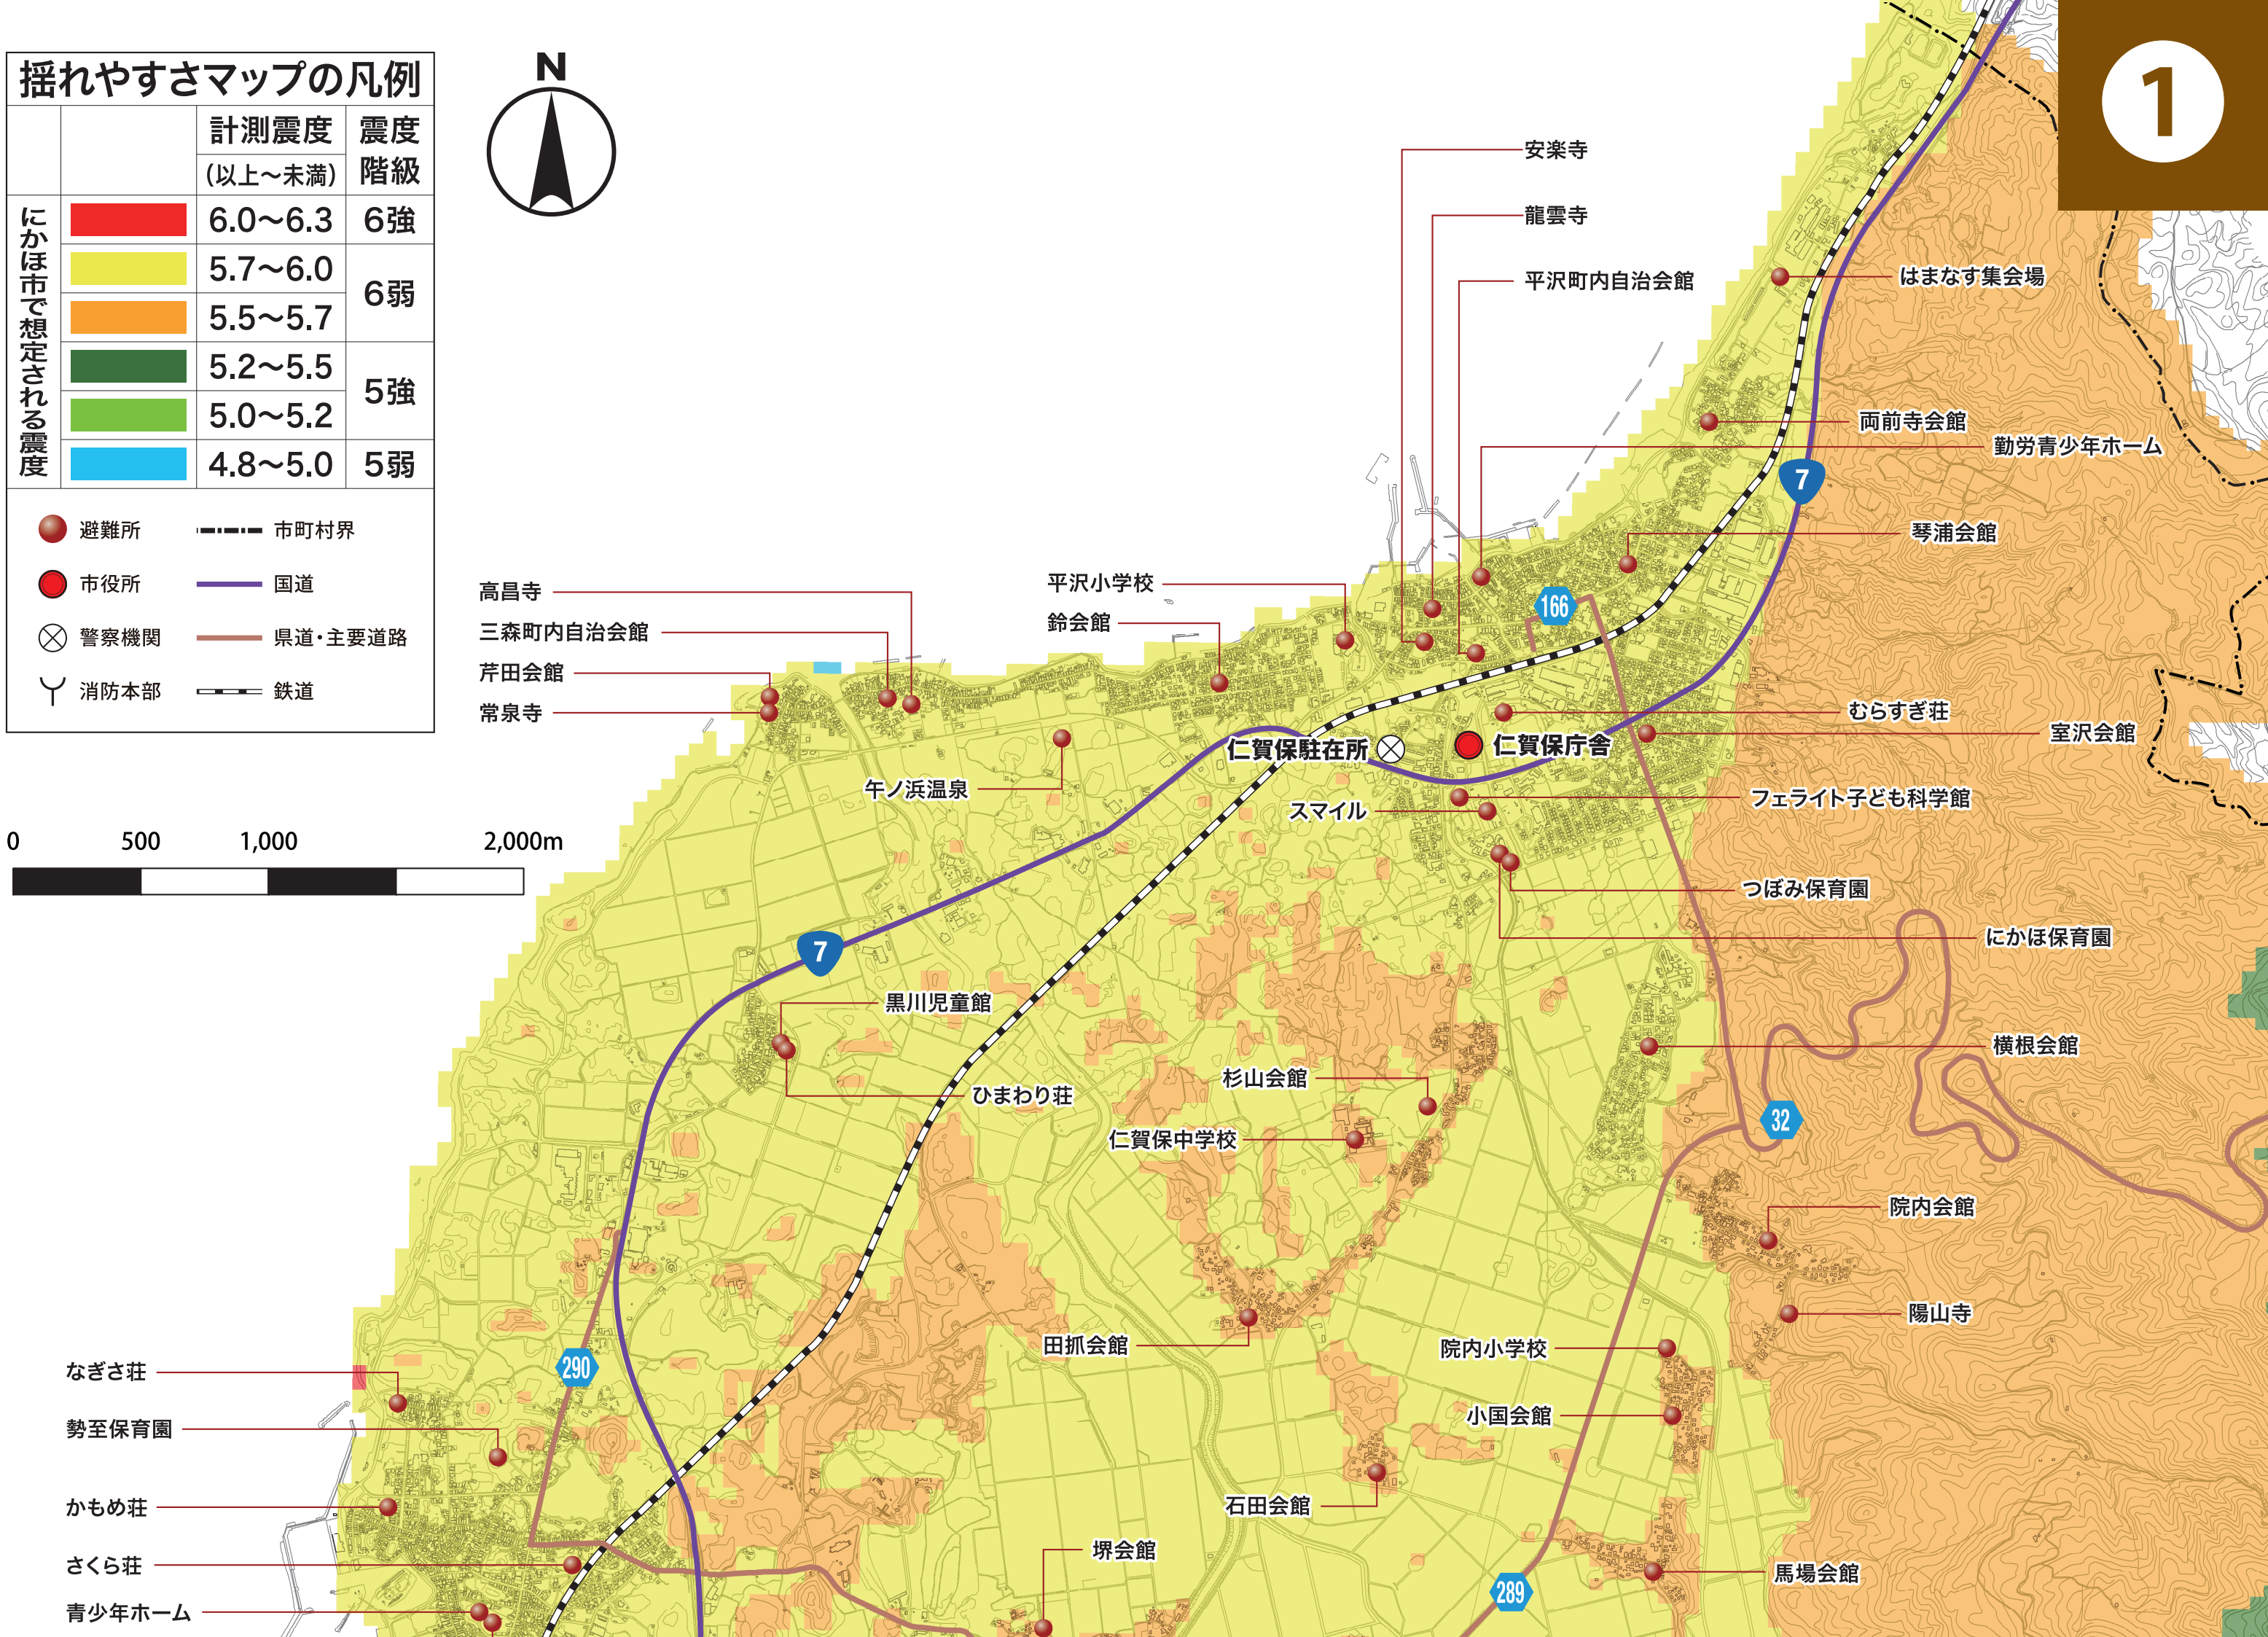 揺れやすさマップの凡例
計測震度
(以上～未満)
震度
階級
にかほ市で想定される震度
6.0～6.3
6強
5.7～6.0
6弱
5.5～5.7
5.2～5.5
5強
5.0～5.2
4.8～5.0
5弱
避難所
市町村界
市役所
国道
警察機関
県道・主要道路
消防本部
鉄道
N
1
0
500
1,000
2,000m
安楽寺
龍雲寺
平沢町内自治会館
はまなす集会場
両前寺会館
勤労青少年ホーム
7
琴浦会館
平沢小学校
高昌寺
166
鈴会館
三森町内自治会館
芹田会館
常泉寺
むらすぎ荘
室沢会館
仁賀保駐在所
仁賀保庁舎
午ノ浜温泉
フェライト子ども科学館
スマイル
つぼみ保育園
にかほ保育園
7
黒川児童館
横根会館
杉山会館
ひまわり荘
32
仁賀保中学校
院内会館
陽山寺
田抓会館
院内小学校
290
なぎさ荘
小国会館
勢至保育園
石田会館
かもめ荘
堺会館
さくら荘
馬場会館
289
青少年ホーム